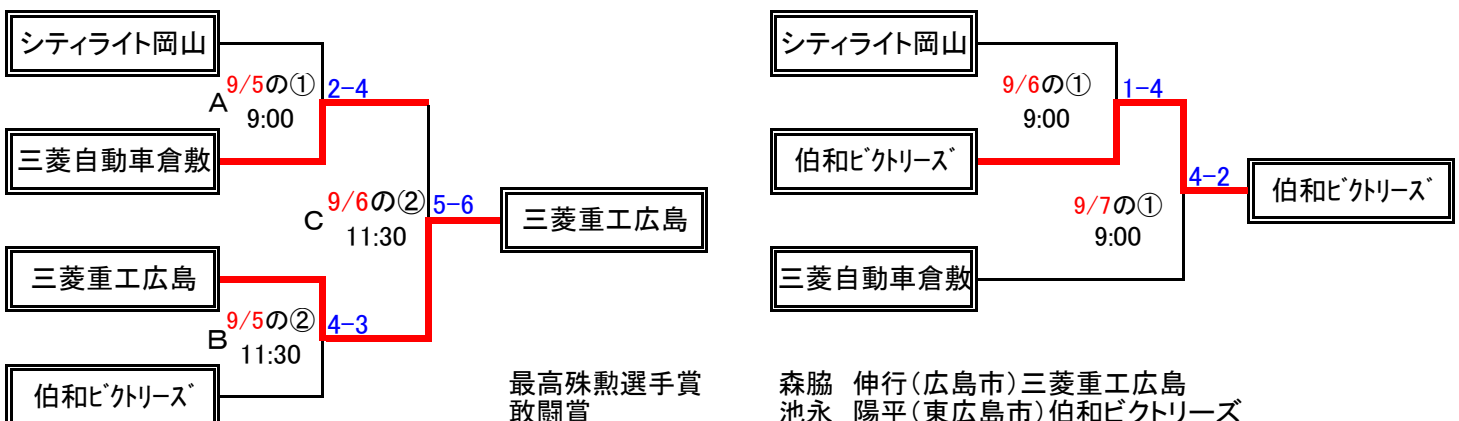 シティライト岡山
9/5の①
A
2-4
9:00
三菱自動車倉敷
9/6の②
C
5-6
11:30
三菱重工広島
三菱重工広島
9/5の②
B
4-3
11:30
伯和ﾋﾞｸﾄﾘｰｽﾞ
シティライト岡山
9/6の①
1-4
9:00
伯和ﾋﾞｸﾄﾘｰｽﾞ
4-2
伯和ﾋﾞｸﾄﾘｰｽﾞ
9/7の①
9:00
三菱自動車倉敷
最高殊勲選手賞 森脇 伸行(広島市)三菱重工広島
敢闘賞 池永 陽平(東広島市)伯和ビクトリーズ